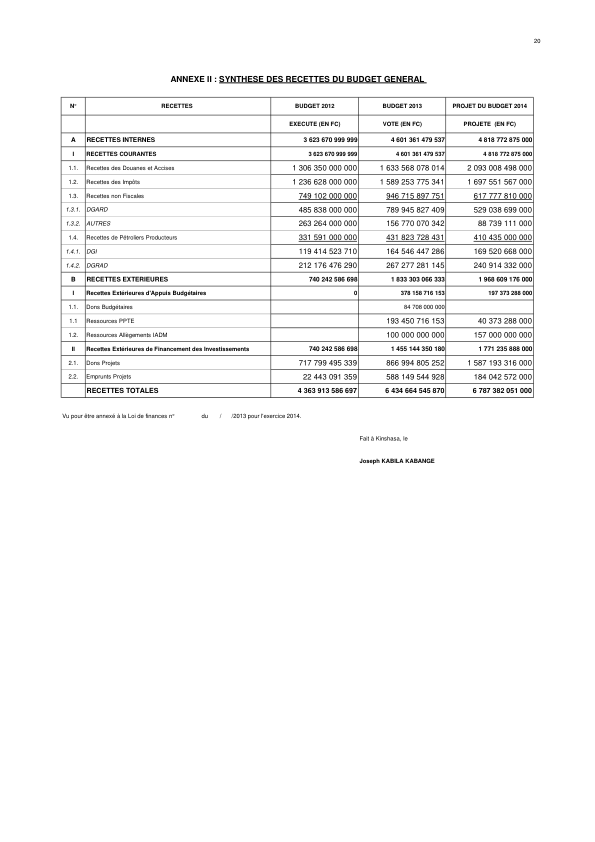 20
ANNEXE II : SYNTHESE DES RECETTES DU BUDGET GENERAL
N° RECETTES BUDGET 2012 BUDGET 2013 PROJET DU BUDGET 2014
EXECUTE (EN FC) VOTE (EN FC) PROJETE (EN FC)
A RECETTES INTERNES 3 623 670 999 999 4 601 361 479 537 4 818 772 875 000
I RECETTES COURANTES 3 623 670 999 999 4 601 361 479 537 4 818 772 875 000
1.1. Recettes des Douanes et Accises 1 306 350 000 000 1 633 568 078 014 2 093 008 498 000
1.2. Recettes des Impôts 1 236 628 000 000 1 589 253 775 341 1 697 551 567 000
1.3. Recettes non Fiscales 749 102 000 000 946 715 897 751 617 777 810 000
1.3.1. DGARD 485 838 000 000 789 945 827 409 529 038 699 000
1.3.2. AUTRES 263 264 000 000 156 770 070 342 88 739 111 000
1.4. Recettes de Pétroliers Producteurs 331 591 000 000 431 823 728 431 410 435 000 000
1.4.1. DGI 119 414 523 710 164 546 447 286 169 520 668 000
1.4.2. DGRAD 212 176 476 290 267 277 281 145 240 914 332 000
B RECETTES EXTERIEURES 740 242 586 698 1 833 303 066 333 1 968 609 176 000
I Recettes Extérieures d'Appuis Budgétaires 0 378 158 716 153 197 373 288 000
1.1. Dons Budgétaires 84 708 000 000
1.1 Ressources PPTE 193 450 716 153 40 373 288 000
1.2. Ressources Allègements IADM 100 000 000 000 157 000 000 000
II Recettes Extérieures de Financement des Investissements 740 242 586 698 1 455 144 350 180 1 771 235 888 000
2.1. Dons Projets 717 799 495 339 866 994 805 252 1 587 193 316 000
2.2. Emprunts Projets 22 443 091 359 588 149 544 928 184 042 572 000
RECETTES TOTALES 4 363 913 586 697 6 434 664 545 870 6 787 382 051 000
Vu pour être annexé à la Loi de finances n° du / /2013 pour l'exercice 2014.
Fait à Kinshasa, le
Joseph KABILA KABANGE